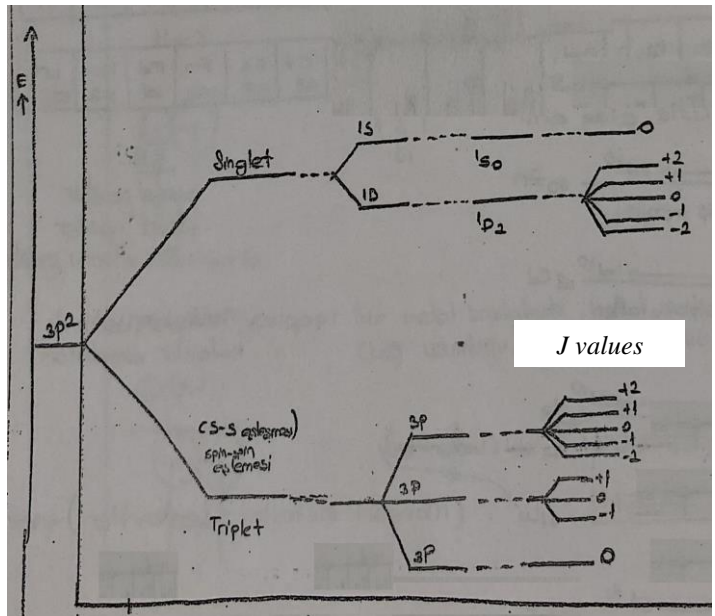 E
Singlet
1S
1S0
0
1D
1D2
+2
+1
0
-1
-2
3P2
J values
(S-S eşleşmesi)
spin-spin
eşlemesi
Triplet
3P
+2
+1
0
-1
-2
3P
+1
0
-1
3P
0